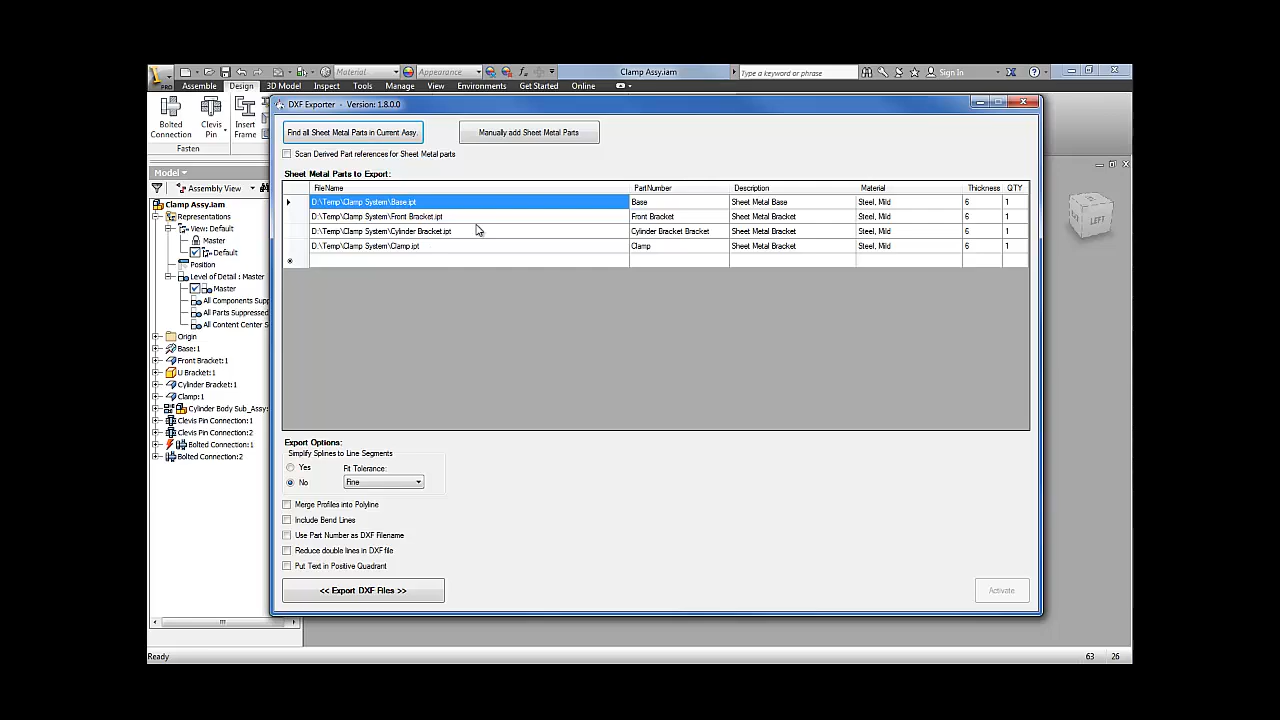 Material
Appearance
Clamp Assy.iam
Type a keyword or phrase
Sign In
PRO
Assemble
Design
3D Model
Inspect
Tools
Manage
View
Environments
Get Started
Online
Bolted Connection
Clevis Pin
Insert Frame
Fasten
Model
Assembly View
Clamp Assy.iam
Representations
View: Default
Master
Default
Position
Level of Detail : Master
Master
All Components Supp
All Parts Suppressed
All Content Center S
Origin
Base:1
Front Bracket:1
U Bracket:1
Cylinder Bracket:1
Clamp:1
Cylinder Body Sub_Assy:
Clevis Pin Connection:1
Clevis Pin Connection:2
Bolted Connection:1
Bolted Connection:2
DXF Exporter - Version: 1.8.0.0
Find all Sheet Metal Parts in Current Assy.
Manually add Sheet Metal Parts
Scan Derived Part references for Sheet Metal parts
Sheet Metal Parts to Export:
FileName PartNumber Description Material Thickness QTY
D:\Temp\Clamp System\Base.ipt Base Sheet Metal Base Steel, Mild 6 1
D:\Temp\Clamp System\Front Bracket.ipt Front Bracket Sheet Metal Bracket Steel, Mild 6 1
D:\Temp\Clamp System\Cylinder Bracket.ipt Cylinder Bracket Bracket Sheet Metal Bracket Steel, Mild 6 1
D:\Temp\Clamp System\Clamp.ipt Clamp Sheet Metal Bracket Steel, Mild 6 1
Export Options:
Simplify Splines to Line Segments
Yes
Fit Tolerance:
No
Fine
Merge Profiles into Polyline
Include Bend Lines
Use Part Number as DXF Filename
Reduce double lines in DXF file
Put Text in Positive Quadrant
<< Export DXF Files >>
Activate
LEFT
Ready
63 26